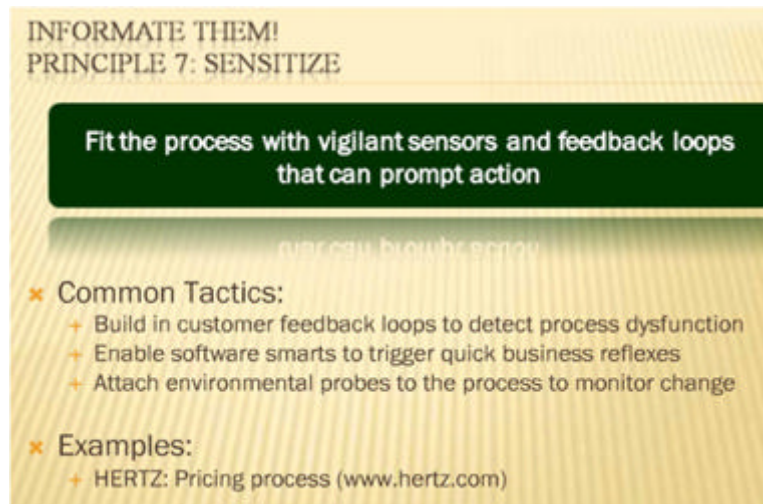 INFORMATE THEM!
PRINCIPLE 7: SENSITIZE
Fit the process with vigilant sensors and feedback loops
that can prompt action
Common Tactics:
Build in customer feedback loops to detect process dysfunction
Enable software smarts to trigger quick business reflexes
Attach environmental probes to the process to monitor change
Examples:
HERTZ: Pricing process (www.hertz.com)